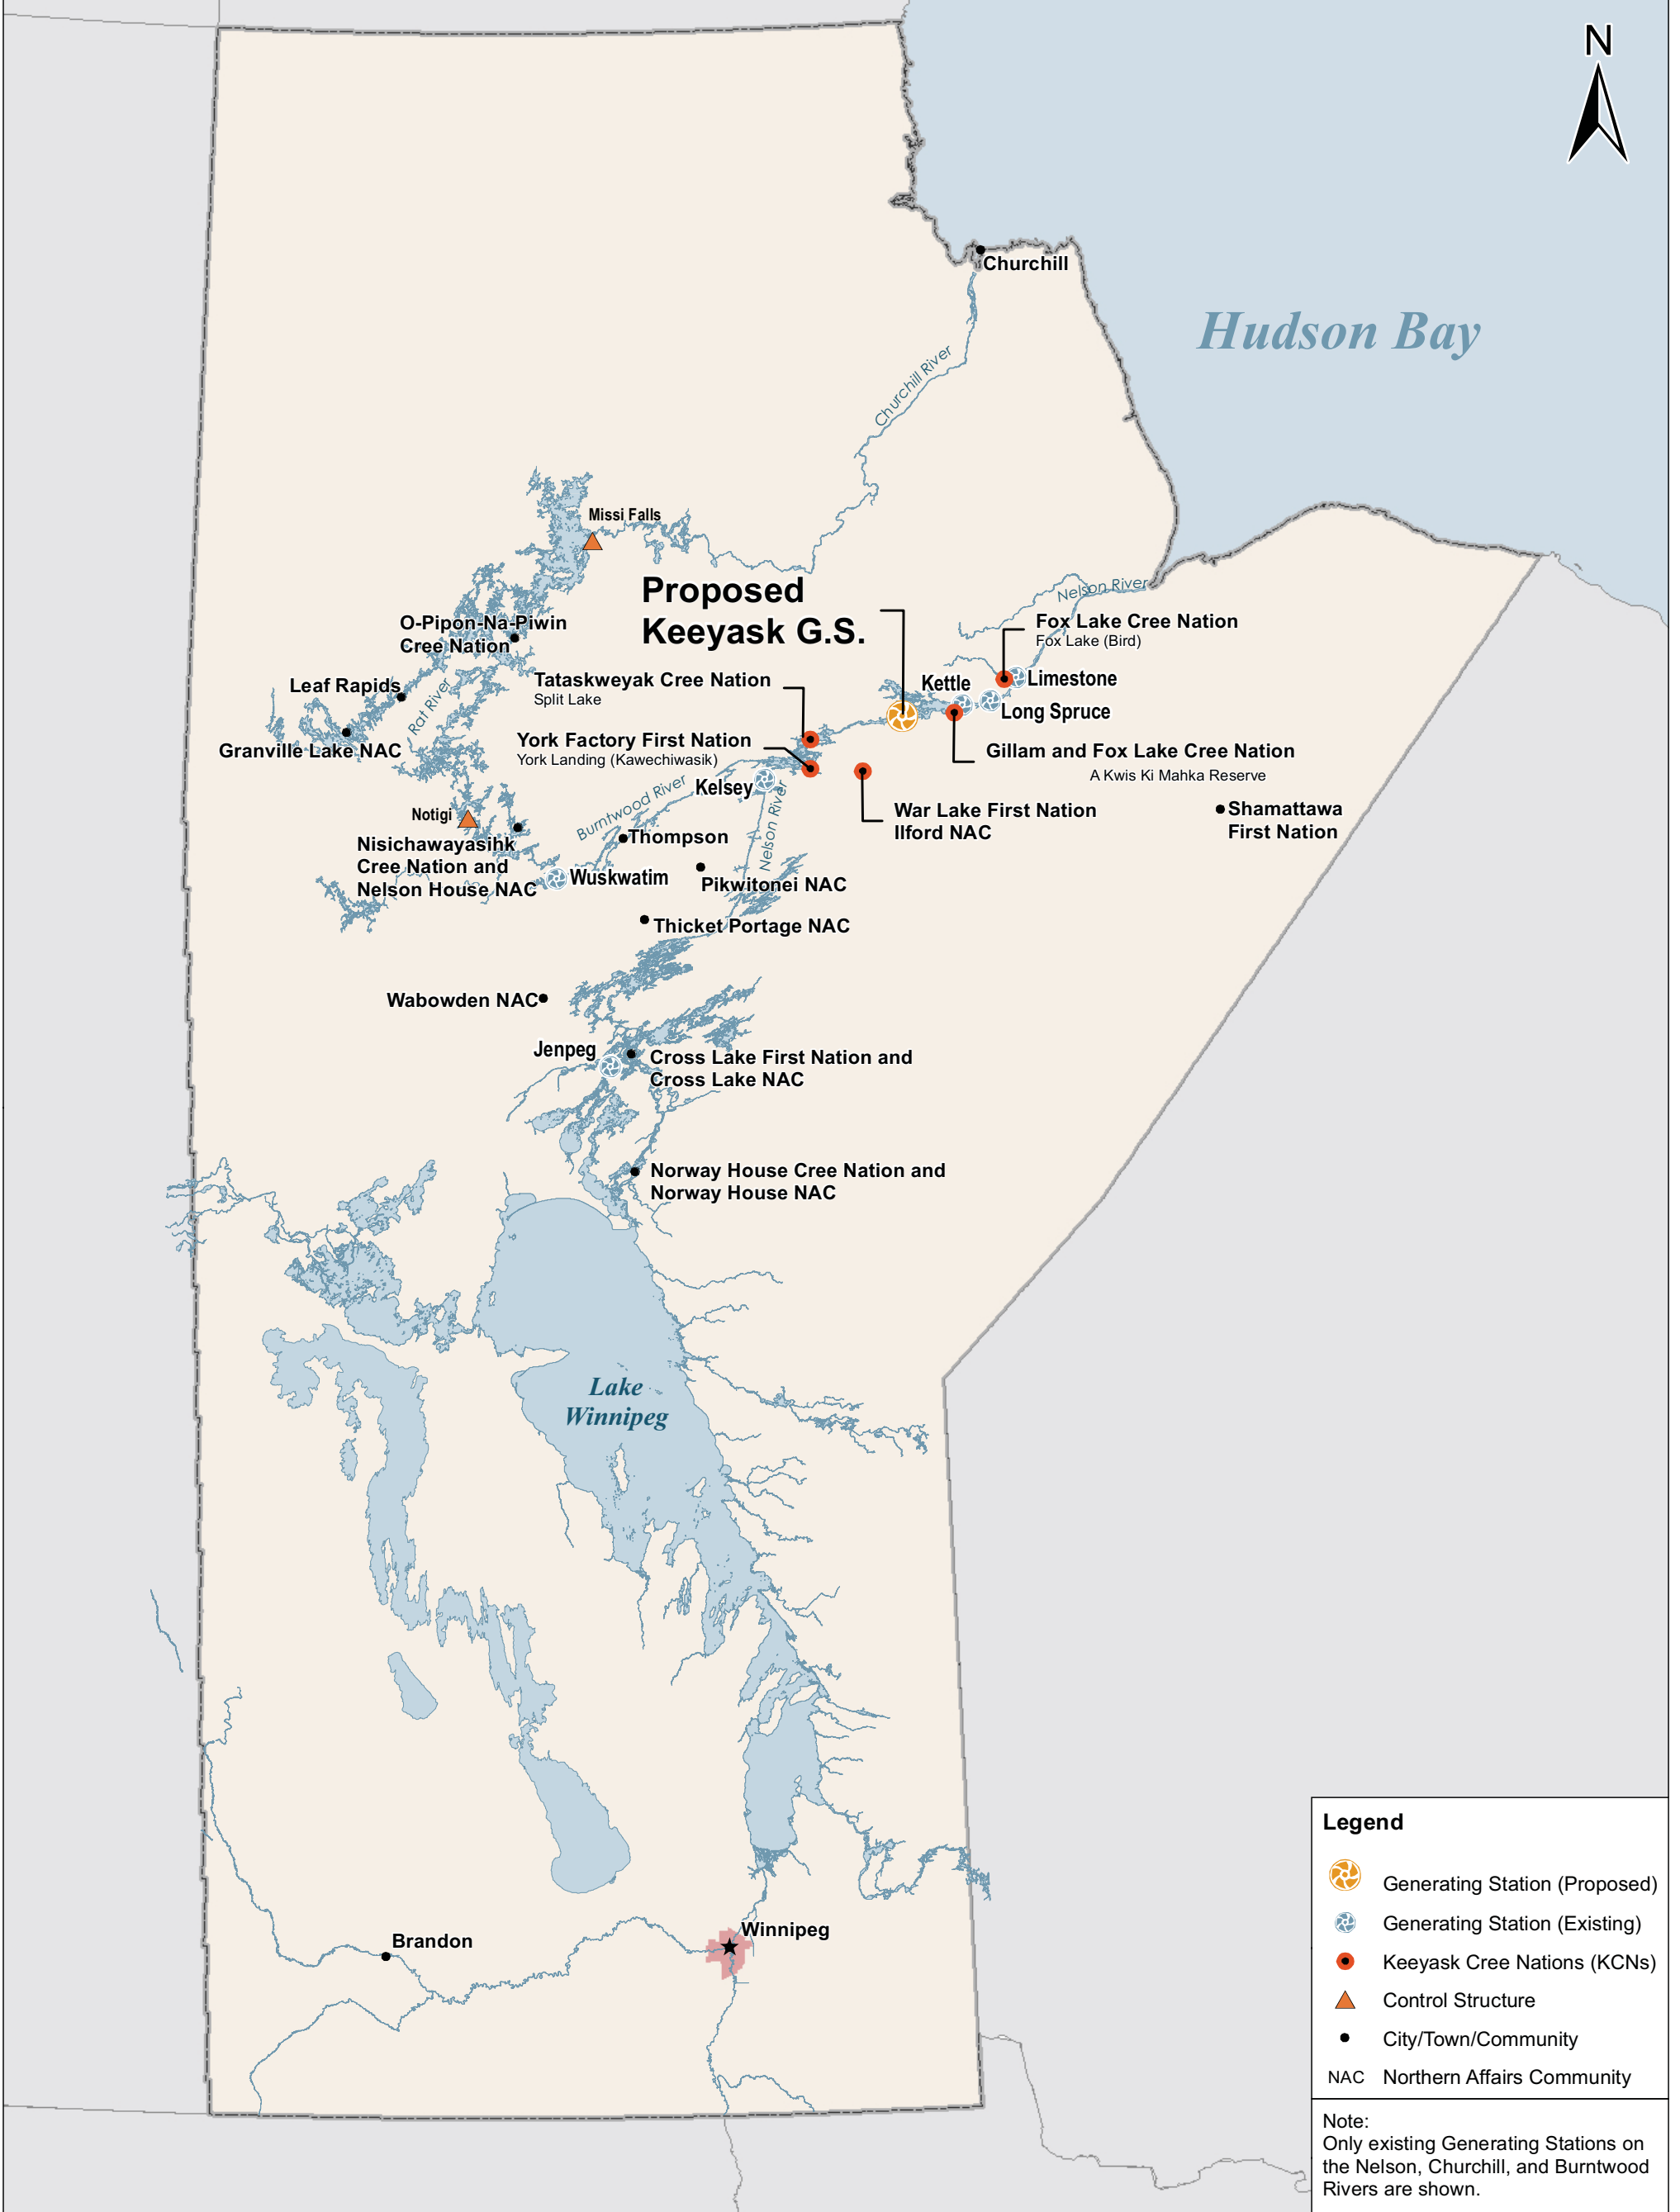 N
Churchill
Hudson Bay
Churchill River
Missi Falls
Proposed
Keeyask G.S.
Nelson River
Fox Lake Cree Nation
Fox Lake (Bird)
O-Pipon-Na-Piwin
Cree Nation
Tataskweyak Cree Nation
Split Lake
Kettle
Limestone
Long Spruce
Leaf Rapids
Rat River
Granville Lake NAC
York Factory First Nation
York Landing (Kawechiwasik)
Gillam and Fox Lake Cree Nation
A Kwis Ki Mahka Reserve
Kelsey
Burntwood River
Nelson River
War Lake First Nation
Ilford NAC
Shamattawa
First Nation
Notigi
Nisichawayasihk
Cree Nation and
Nelson House NAC
Thompson
Wuskwatim
Pikwitonei NAC
Thicket Portage NAC
Wabowden NAC
Jenpeg
Cross Lake First Nation and
Cross Lake NAC
Norway House Cree Nation and
Norway House NAC
Lake
Winnipeg
Brandon
Winnipeg
Legend
Generating Station (Proposed)
Generating Station (Existing)
Keeyask Cree Nations (KCNs)
Control Structure
City/Town/Community
NAC Northern Affairs Community
Note:
Only existing Generating Stations on
the Nelson, Churchill, and Burntwood
Rivers are shown.